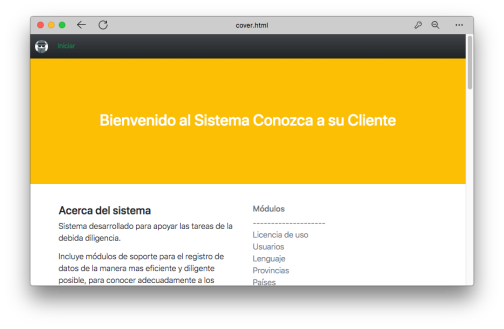 cover.html
Iniciar
Bienvenido al Sistema Conozca a su Cliente
Acerca del sistema
Sistema desarrollado para apoyar las tareas de la
debida diligencia.
Incluye módulos de soporte para el registro de
datos de la manera mas eficiente y diligente
posible, para conocer adecuadamente a los
Módulos
--------------------
Licencia de uso
Usuarios
Lenguaje
Provincias
Países